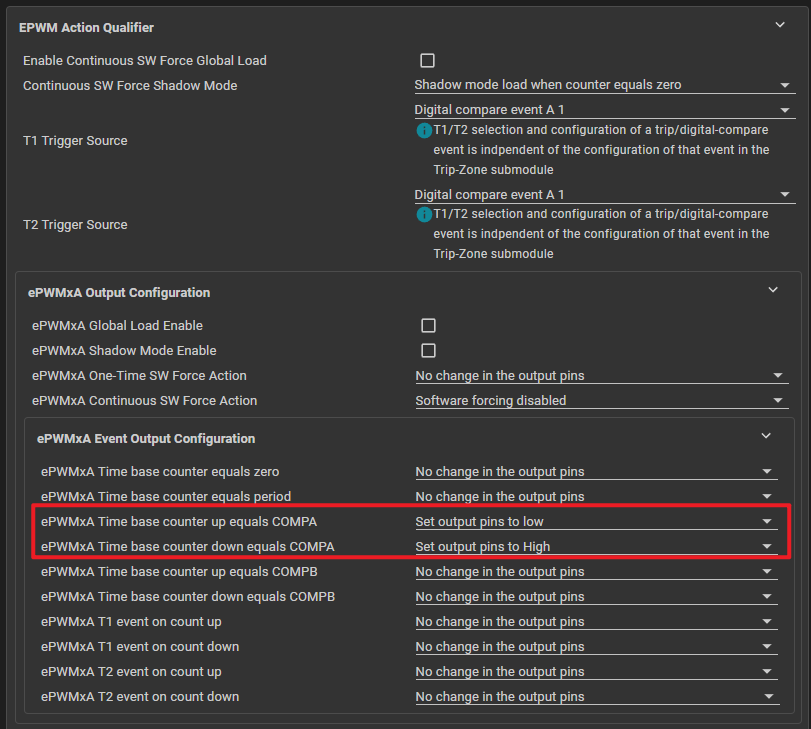 EPWM Action Qualifier
Enable Continuous SW Force Global Load
Continuous SW Force Shadow Mode Shadow mode load when counter equals zero
Digital compare event A 1
T1 Trigger Source
T1/T2 selection and configuration of a trip/digital-compare
event is indpendent of the configuration of that event in the
Trip-Zone submodule
Digital compare event A 1
T2 Trigger Source
T1/T2 selection and configuration of a trip/digital-compare
event is indpendent of the configuration of that event in the
Trip-Zone submodule
ePWMxA Output Configuration
ePWMxA Global Load Enable
ePWMxA Shadow Mode Enable
ePWMxA One-Time SW Force Action No change in the output pins
ePWMxA Continuous SW Force Action Software forcing disabled
ePWMxA Event Output Configuration
ePWMxA Time base counter equals zero No change in the output pins
ePWMxA Time base counter equals period No change in the output pins
ePWMxA Time base counter up equals COMPA Set output pins to low
ePWMxA Time base counter down equals COMPA Set output pins to High
ePWMxA Time base counter up equals COMPB No change in the output pins
ePWMxA Time base counter down equals COMPB No change in the output pins
ePWMxA T1 event on count up No change in the output pins
ePWMxA T1 event on count down No change in the output pins
ePWMxA T2 event on count up No change in the output pins
ePWMxA T2 event on count down No change in the output pins